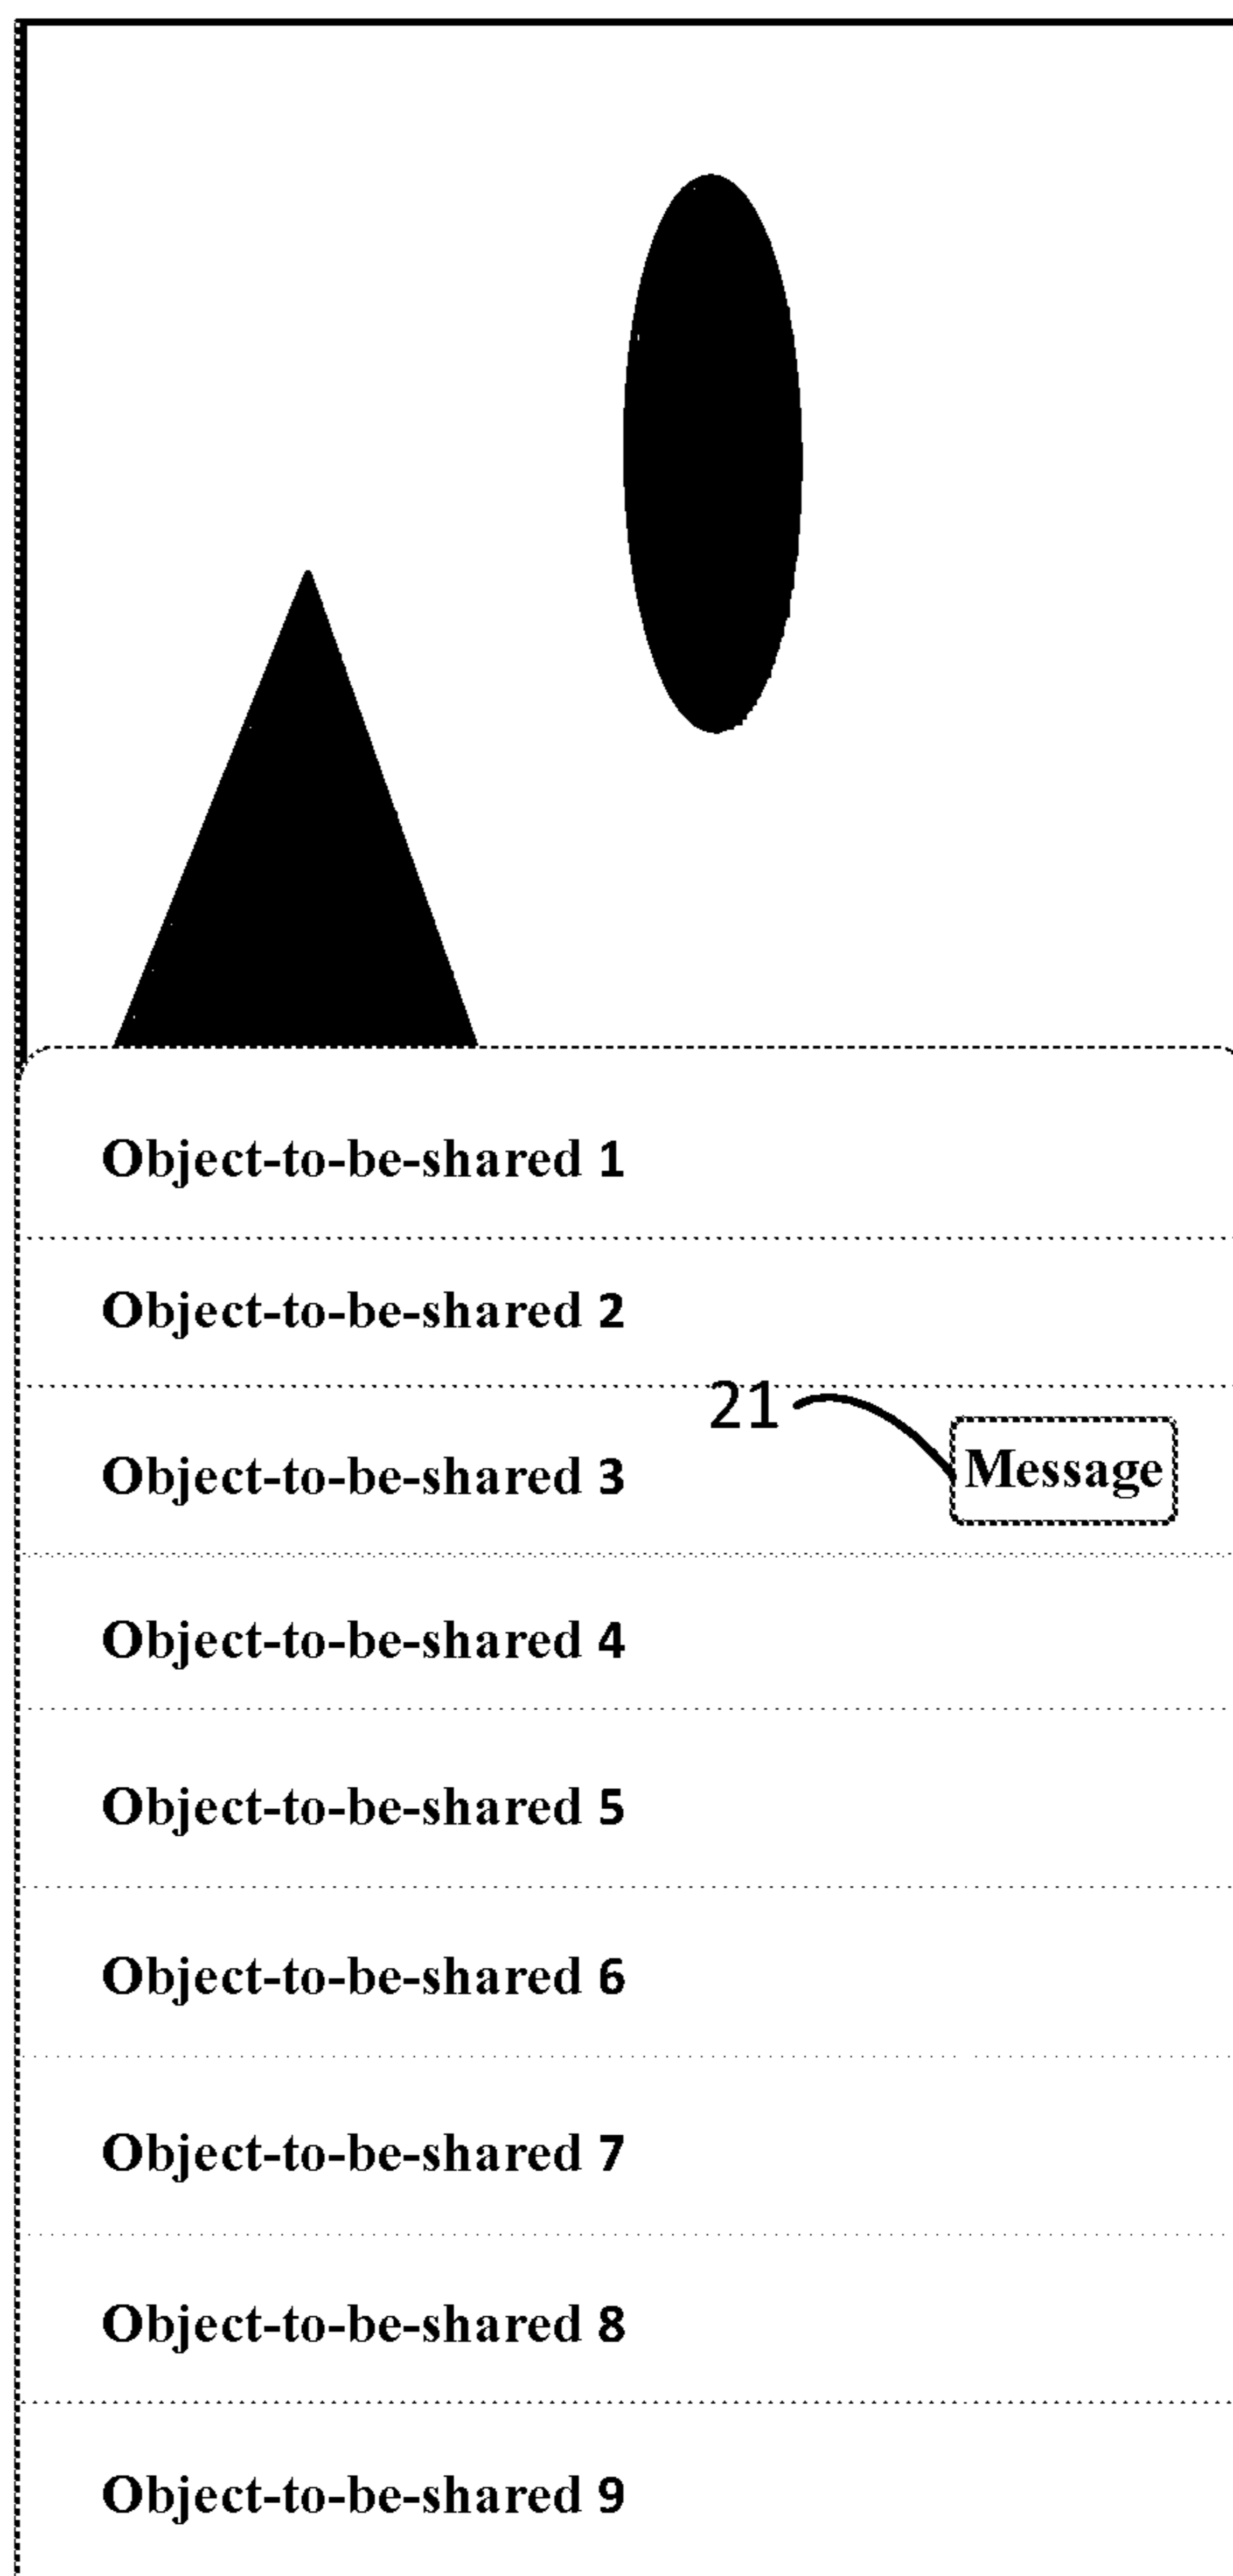 Object-to-be-shared 1
Object-to-be-shared 2
21
Object-to-be-shared 3 Message
Object-to-be-shared 4
Object-to-be-shared 5
Object-to-be-shared 6
Object-to-be-shared 7
Object-to-be-shared 8
Object-to-be-shared 9